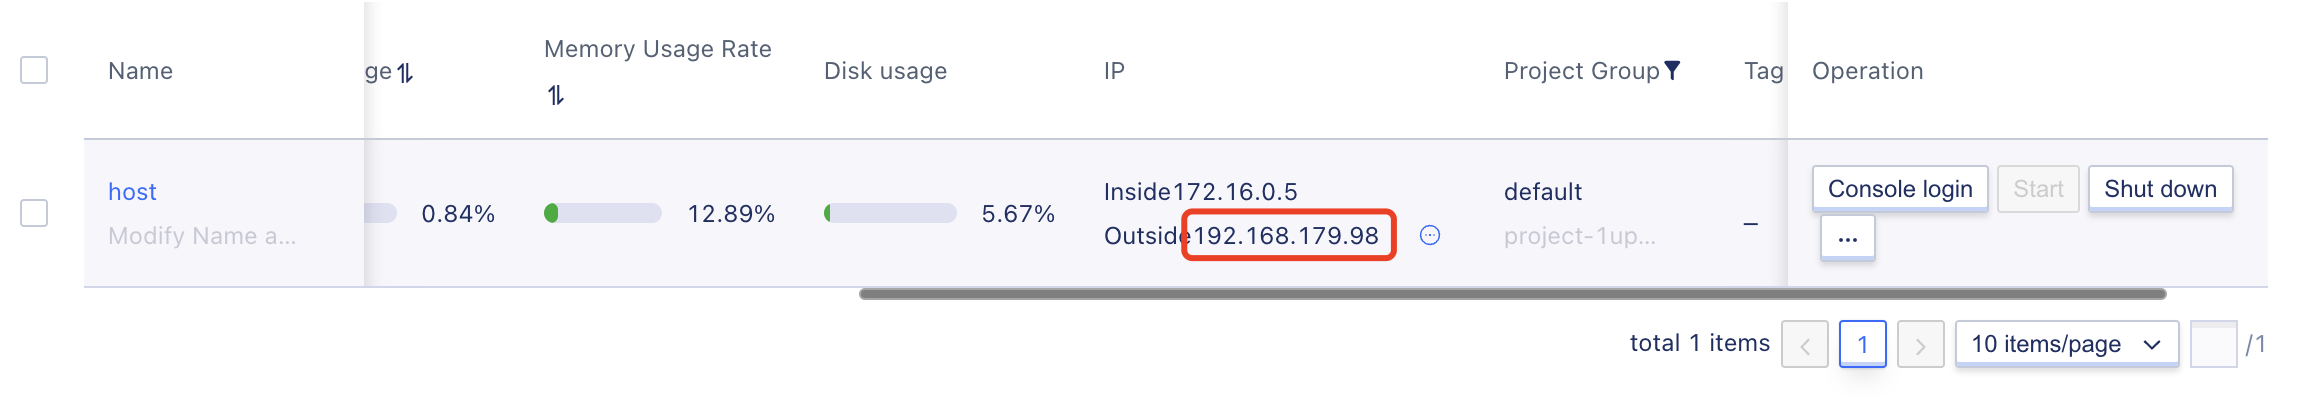 Name
ge
Memory Usage Rate
Disk usage
IP
Project Group
Tag
Operation
host
Modify Name a...
0.84%
12.89%
5.67%
Inside172.16.0.5
Outside192.168.179.98
default
project-1up...
–
Console login
Start
Shut down
...
total 1 items
1
10 items/page
/1